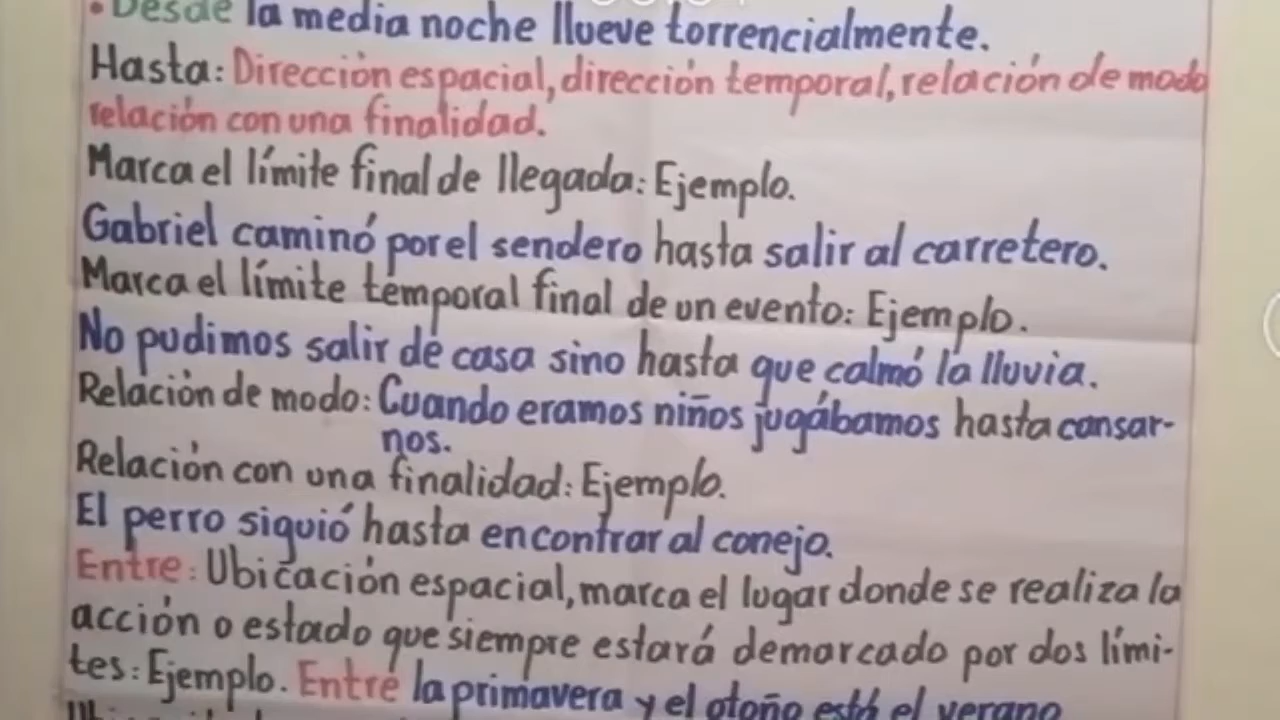 • Desde la media noche llueve torrencialmente.
Hasta: Dirección espacial, dirección temporal, relación de modo
relación con una finalidad.
Marca el límite final de llegada: Ejemplo.
Gabriel caminó por el sendero hasta salir al carretero.
Marca el límite temporal final de un evento: Ejemplo.
No pudimos salir de casa sino hasta que calmó la lluvia.
Relación de modo: Cuando eramos niños jugábamos hasta cansar-
nos.
Relación con una finalidad: Ejemplo.
El perro siguió hasta encontrar al conejo.
Entre: Ubicación espacial, marca el lugar donde se realiza la
acción o estado que siempre estará demarcado por dos lími-
tes: Ejemplo. Entre la primavera y el otoño está el verano